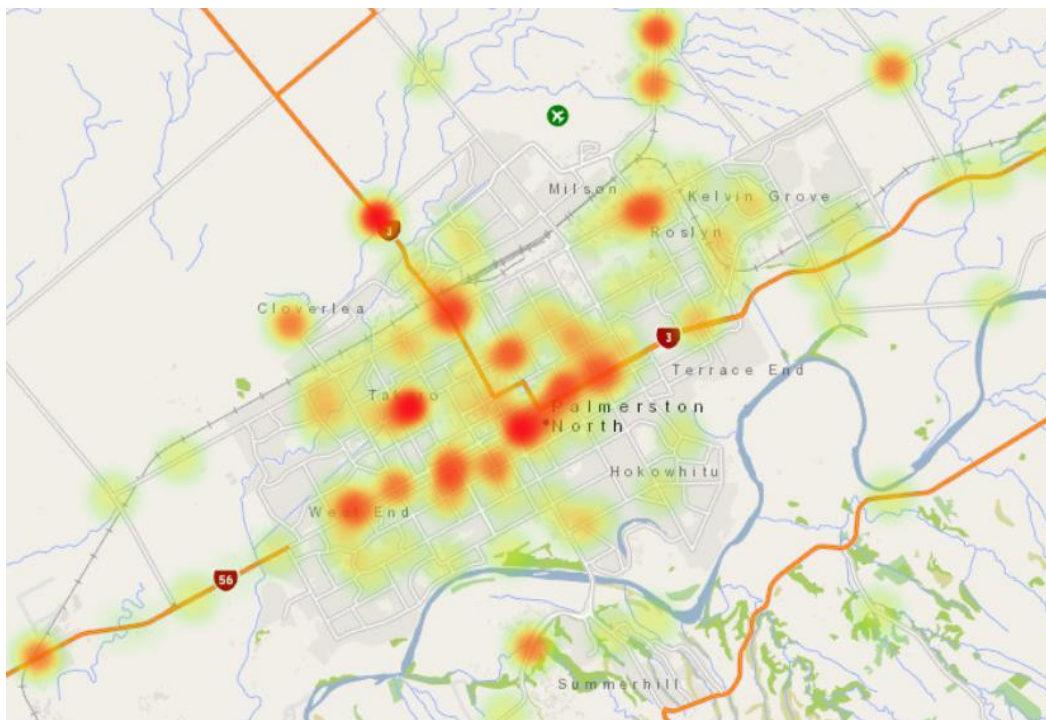 Milson
Kelvin Grove
Roslyn
3
Cloverlea
3
Terrace End
Palmerston
North
Hokowhitu
West End
56
Summerhill